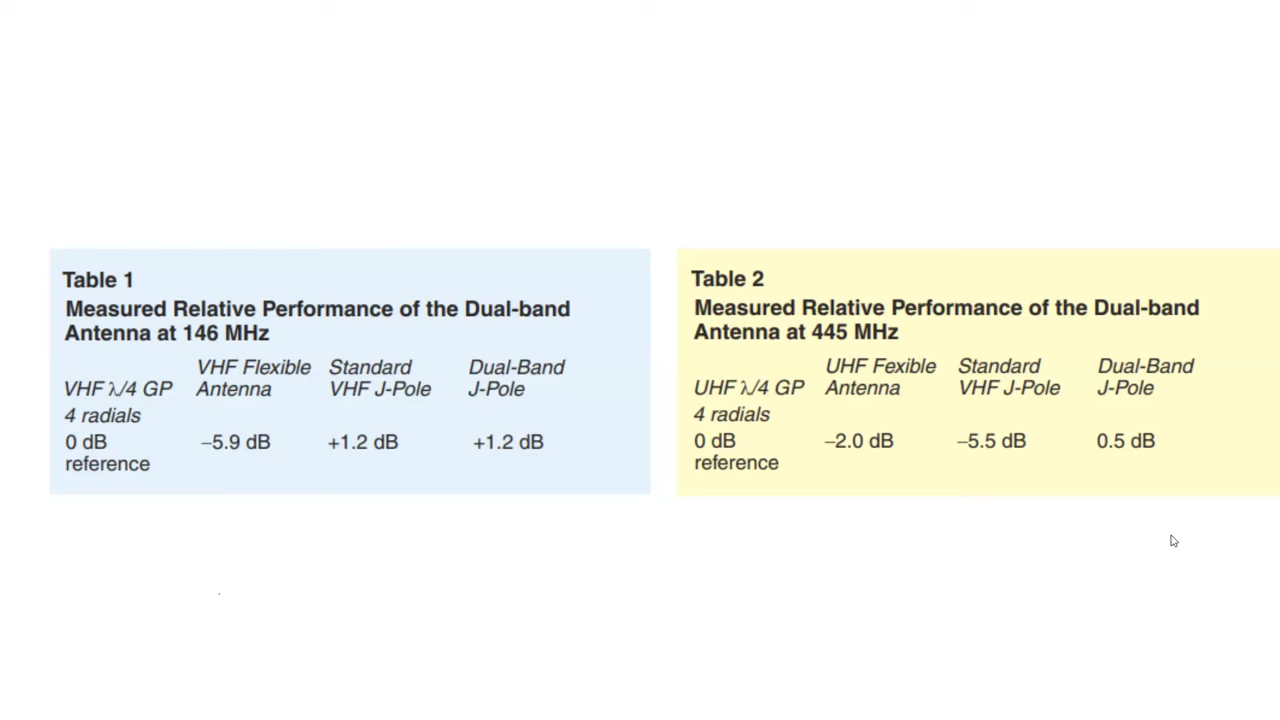 Table 1
Measured Relative Performance of the Dual-band
Antenna at 146 MHz
VHF Flexible Standard Dual-Band
VHF λ/4 GP Antenna VHF J-Pole J-Pole
4 radials
0 dB –5.9 dB +1.2 dB +1.2 dB
reference
Table 2
Measured Relative Performance of the Dual-band
Antenna at 445 MHz
UHF Fexible Standard Dual-Band
UHF λ/4 GP Antenna VHF J-Pole J-Pole
4 radials
0 dB –2.0 dB –5.5 dB 0.5 dB
reference